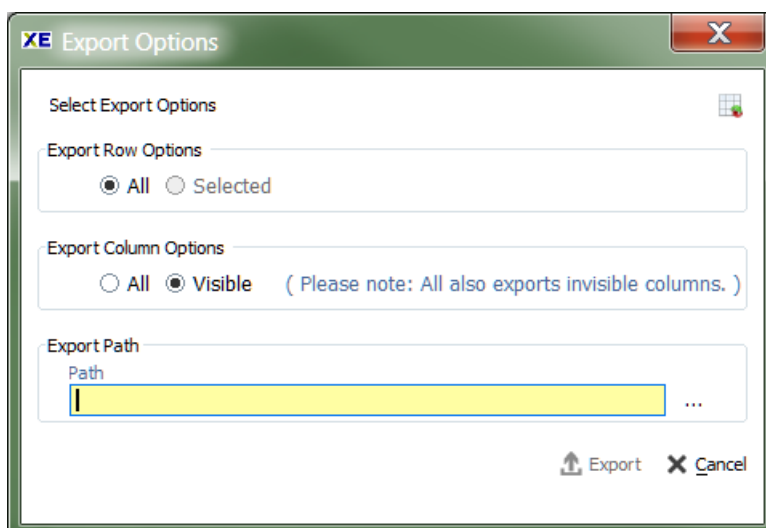 XE Export Options
X
Select Export Options
Export Row Options
All Selected
Export Column Options
All Visible ( Please note: All also exports invisible columns. )
Export Path
Path
...
Export Cancel